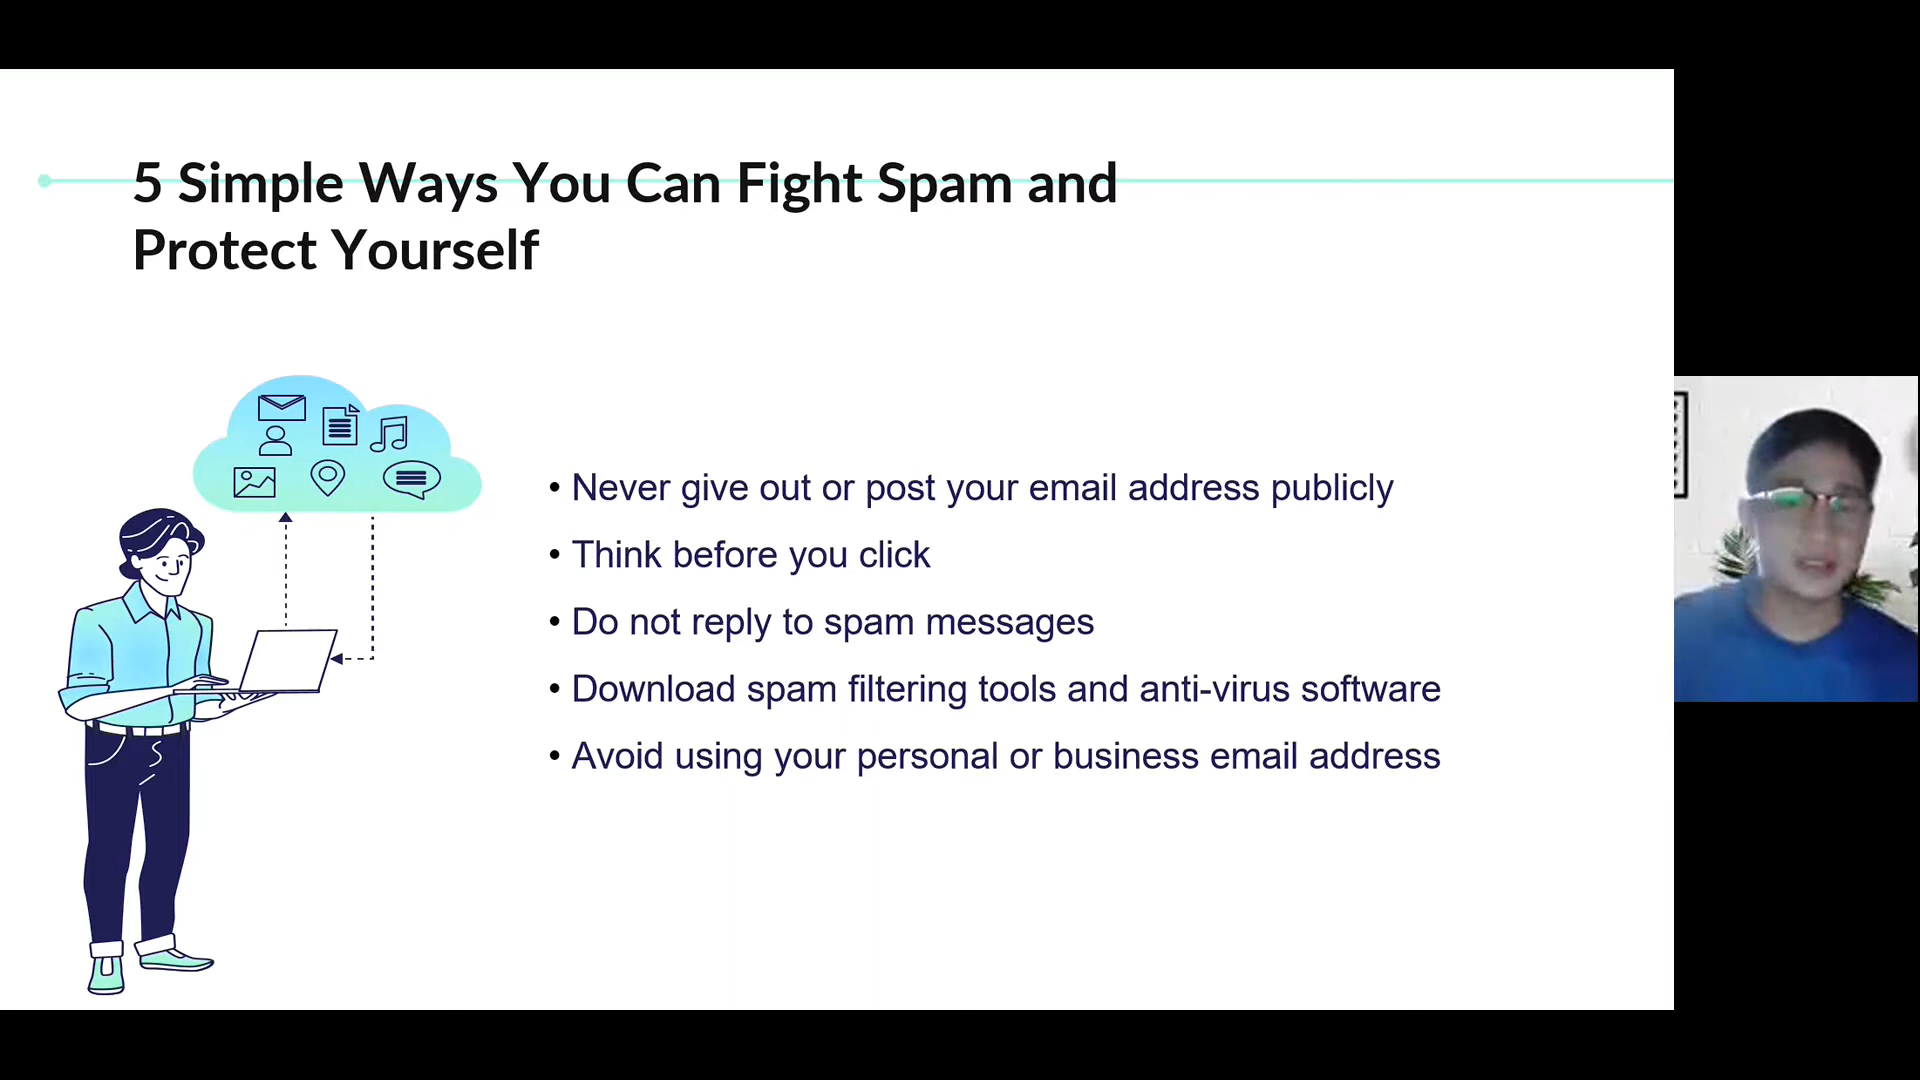 5 Simple Ways You Can Fight Spam and
Protect Yourself
• Never give out or post your email address publicly
• Think before you click
• Do not reply to spam messages
• Download spam filtering tools and anti-virus software
• Avoid using your personal or business email address